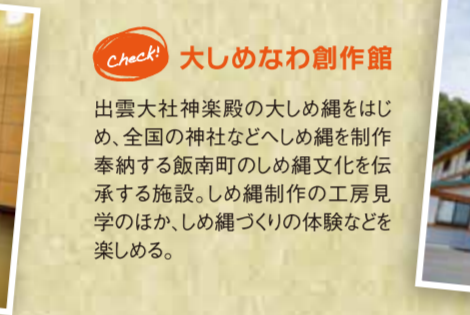 Check!
大しめなわ創作館
出雲大社神楽殿の大しめ縄をはじ
め、全国の神社などへしめ縄を制作
奉納する飯南町のしめ縄文化を伝
承する施設。しめ縄制作の工房見
学のほか、しめ縄づくりの体験などを
楽しめる。